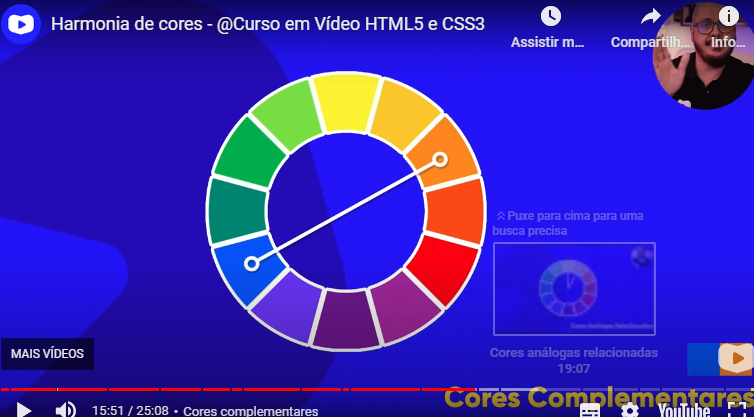 Harmonia de cores - @Curso em Vídeo HTML5 e CSS3
Assistir m...
Compartilh...
Info...
Puxe para cima para uma
busca precisa
Cores análogas relacionadas
19:07
MAIS VÍDEOS
Cores Complementares
15:51 / 25:08 • Cores complementares
YouTube